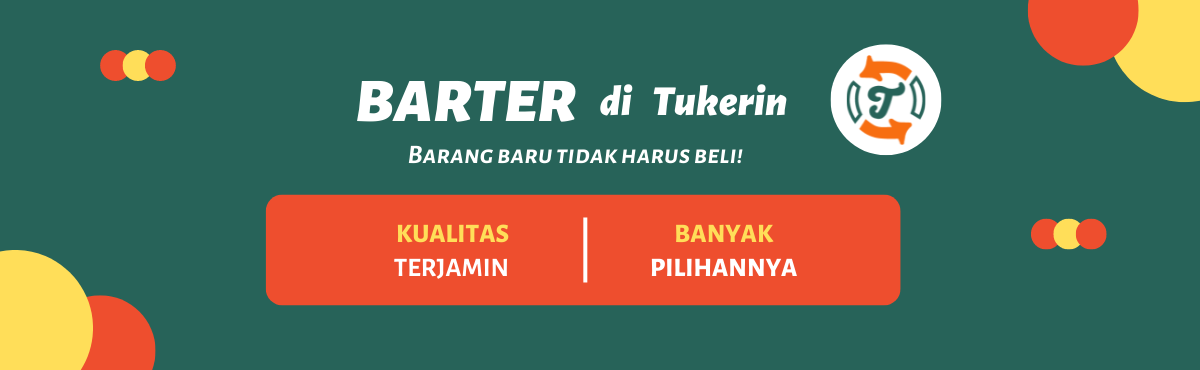 BARTER di Tukerin
T
BARANG BARU TIDAK HARUS BELI!
KUALITAS
TERJAMIN
BANYAK
PILIHANNYA